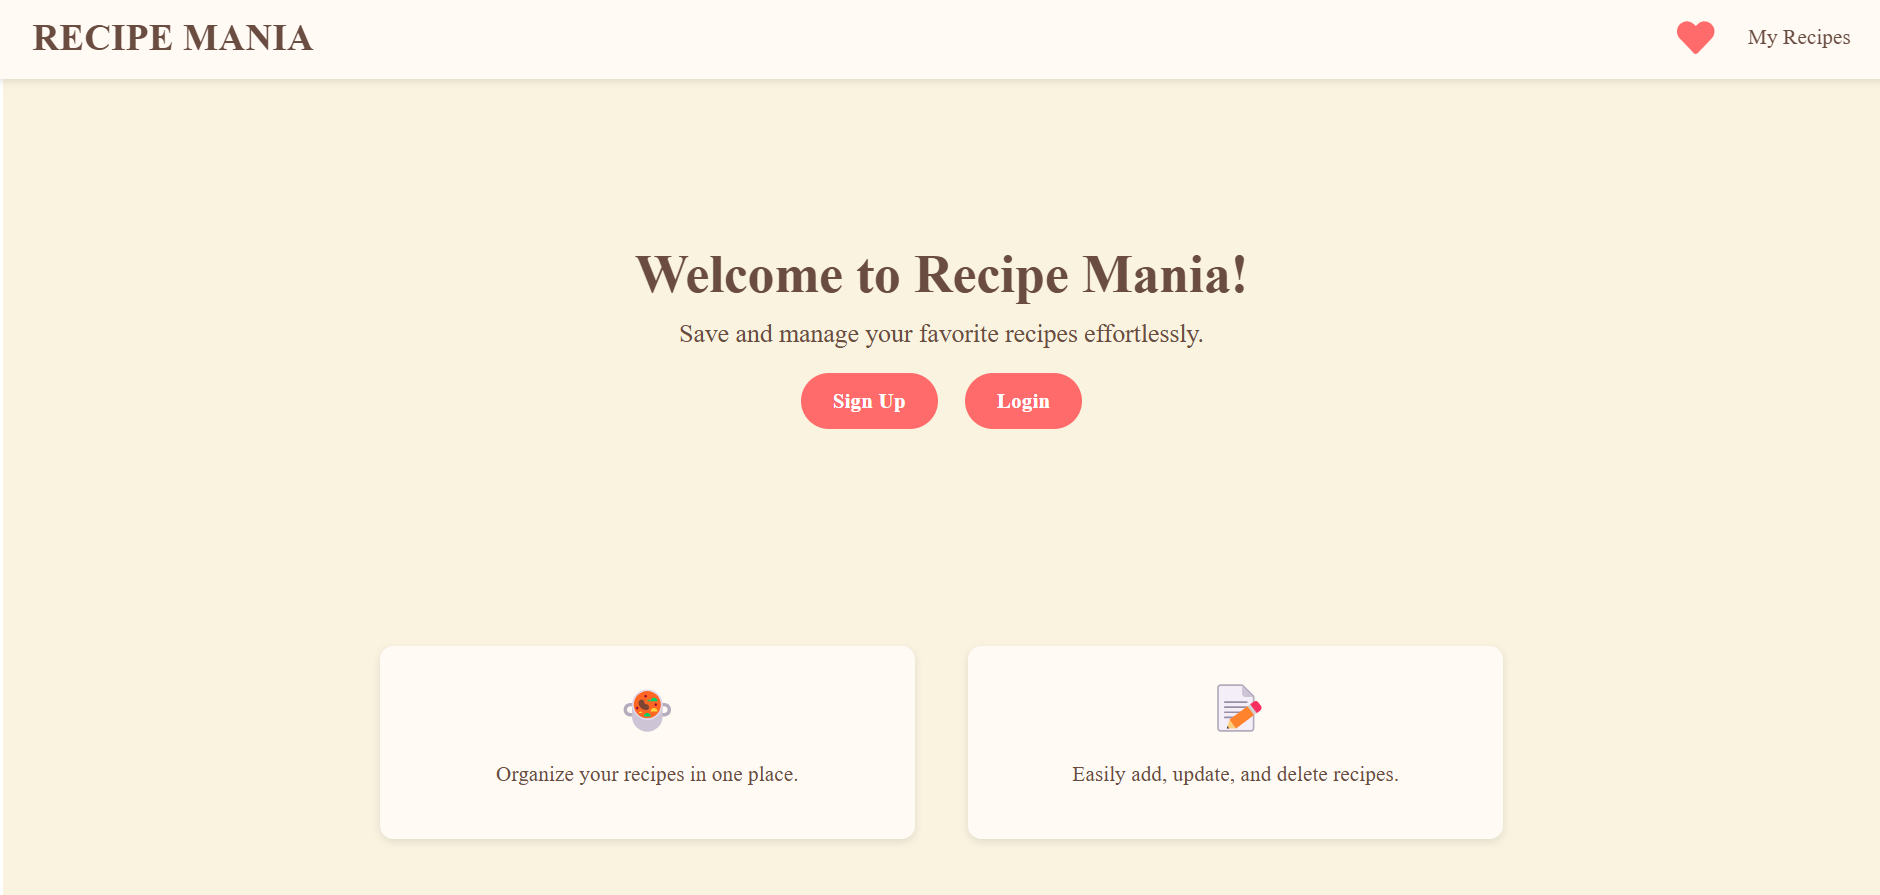 RECIPE MANIA
My Recipes
Welcome to Recipe Mania!
Save and manage your favorite recipes effortlessly.
Sign Up
Login
Organize your recipes in one place.
Easily add, update, and delete recipes.